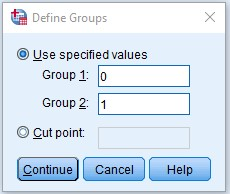 Define Groups
Use specified values
Group 1: 0
Group 2: 1
Cut point:
Continue Cancel Help